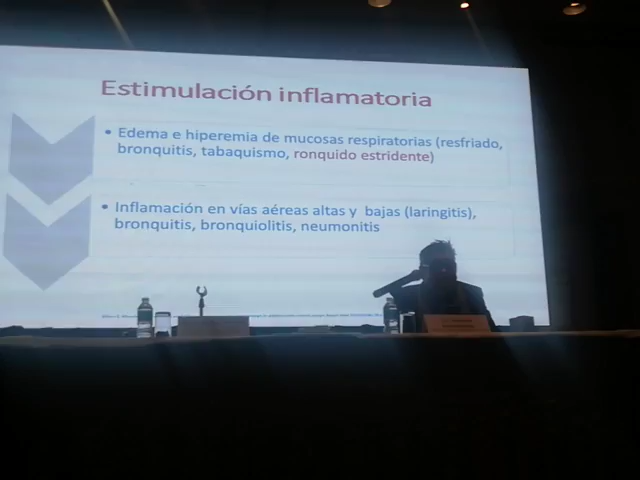 Estimulación inflamatoria
• Edema e hiperemia de mucosas respiratorias (resfriado,
bronquitis, tabaquismo, ronquido estridente)
• Inflamación en vías aéreas altas y bajas (laringitis),
bronquitis, bronquiolitis, neumonitis